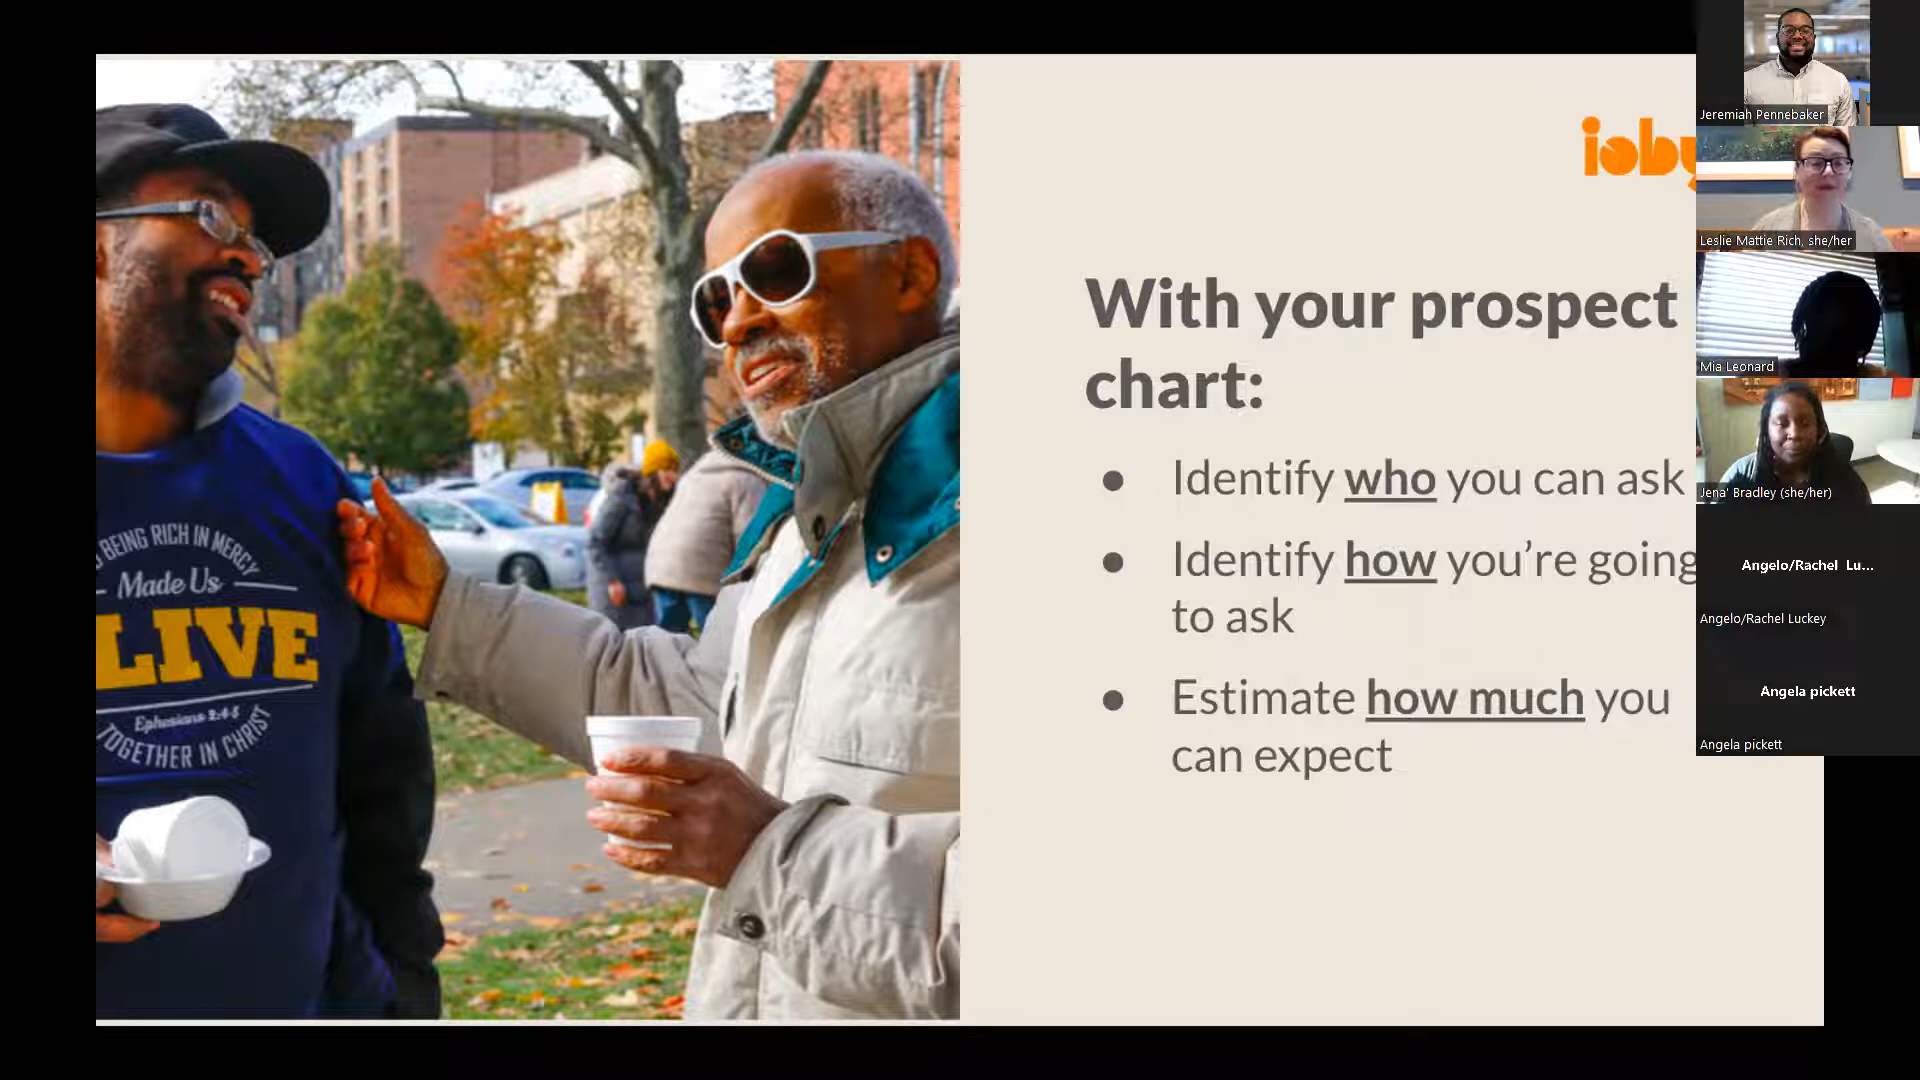 BEING RICH IN MERCY
Made Us
LIVE
Ephesians 2:4-5
TOGETHER IN CHRIST
ioby
With your prospect
chart:
● Identify who you can ask
● Identify how you’re going
to ask
● Estimate how much you
can expect
Jeremiah Pennebaker
Leslie Mattie Rich, she/her
Mia Leonard
Jena' Bradley (she/her)
Angelo/Rachel Lu...
Angelo/Rachel Luckey
Angela pickett
Angela pickett